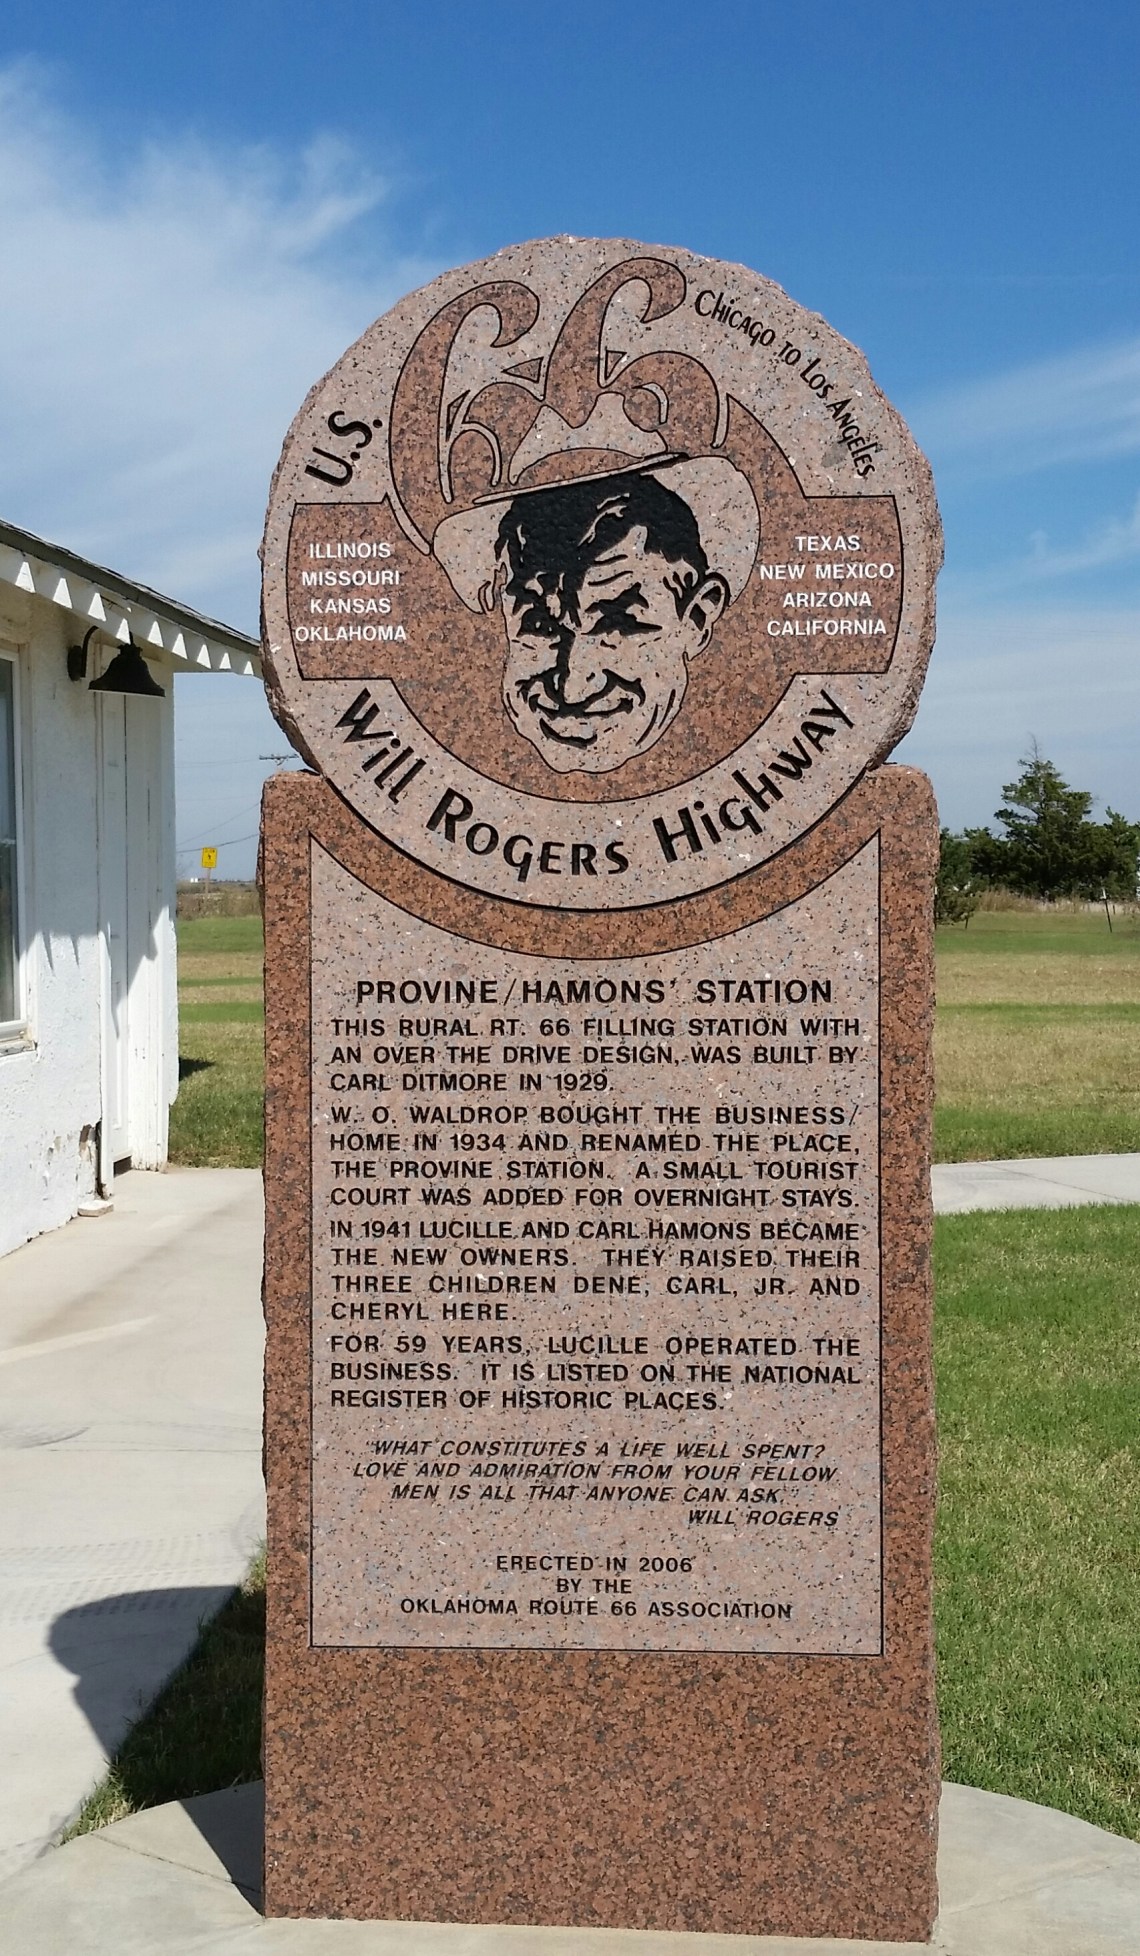 U.S. 66
Chicago to Los Angeles
ILLINOIS
MISSOURI
KANSAS
OKLAHOMA
TEXAS
NEW MEXICO
ARIZONA
CALIFORNIA
Will Rogers Highway
PROVINE/HAMONS' STATION
THIS RURAL RT. 66 FILLING STATION WITH
AN OVER THE DRIVE DESIGN, WAS BUILT BY
CARL DITMORE IN 1929.
W. O. WALDROP BOUGHT THE BUSINESS/
HOME IN 1934 AND RENAMED THE PLACE,
THE PROVINE STATION. A SMALL TOURIST
COURT WAS ADDED FOR OVERNIGHT STAYS.
IN 1941 LUCILLE AND CARL HAMONS BECAME
THE NEW OWNERS. THEY RAISED THEIR
THREE CHILDREN DENE, CARL, JR. AND
CHERYL HERE.
FOR 59 YEARS, LUCILLE OPERATED THE
BUSINESS. IT IS LISTED ON THE NATIONAL
REGISTER OF HISTORIC PLACES.
"WHAT CONSTITUTES A LIFE WELL SPENT?
LOVE AND ADMIRATION FROM YOUR FELLOW
MEN IS ALL THAT ANYONE CAN ASK."
WILL ROGERS
ERECTED IN 2006
BY THE
OKLAHOMA ROUTE 66 ASSOCIATION